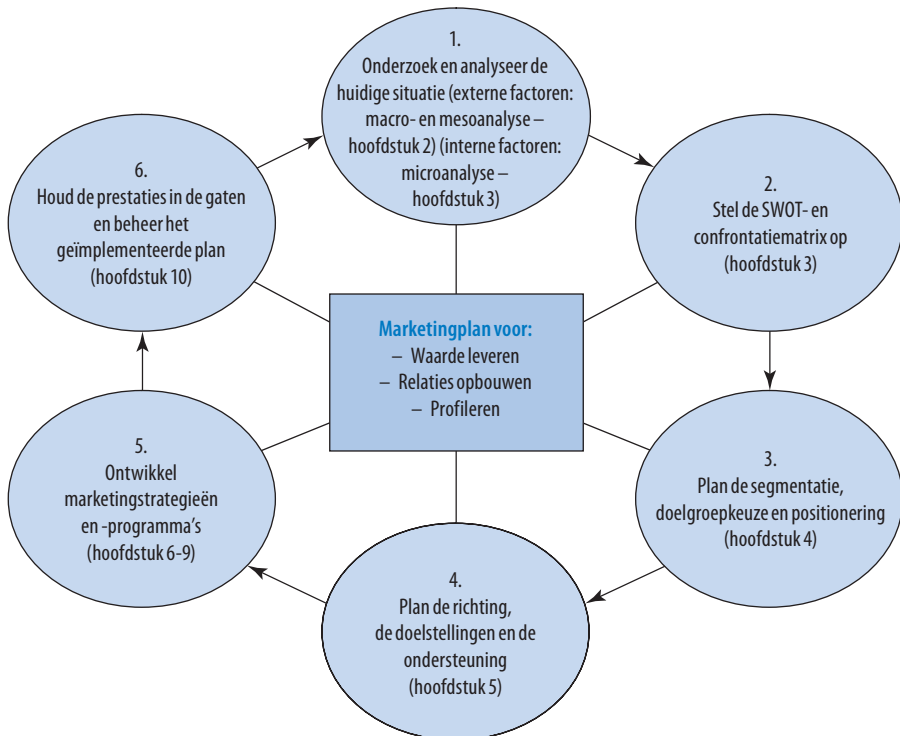 1.
Onderzoek en analyseer de
huidige situatie (externe factoren:
macro- en mesoanalyse –
hoofdstuk 2) (interne factoren:
microanalyse –
hoofdstuk 3)
2.
Stel de SWOT- en
confrontatiematrix op
(hoofdstuk 3)
3.
Plan de segmentatie,
doelgroepkeuze en positionering
(hoofdstuk 4)
4.
Plan de richting,
de doelstellingen en de
ondersteuning
(hoofdstuk 5)
5.
Ontwikkel
marketingstrategieën
en -programma’s
(hoofdstuk 6-9)
6.
Houd de prestaties in de gaten
en beheer het
geïmplementeerde plan
(hoofdstuk 10)
Marketingplan voor:
– Waarde leveren
– Relaties opbouwen
– Profileren